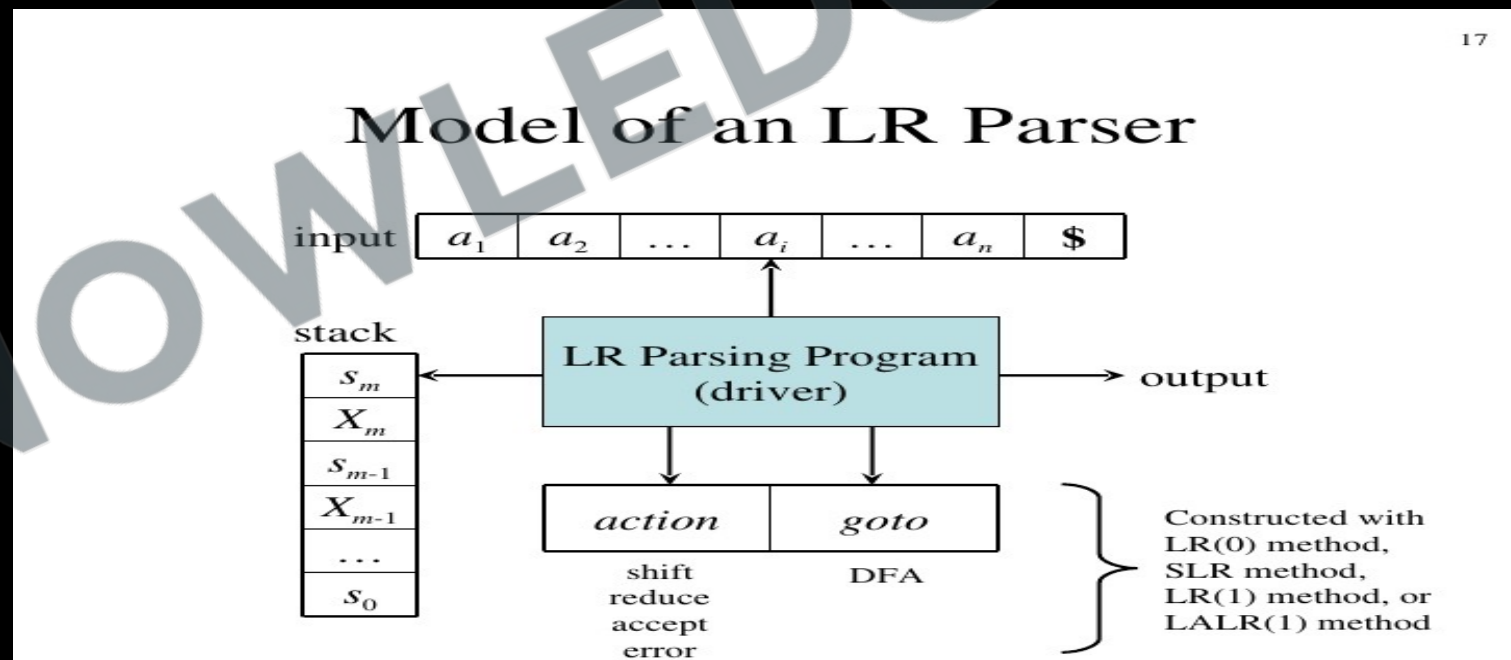 17
Model of an LR Parser
input a₁ a₂ ... aᵢ ... aₙ $
stack
sₘ
Xₘ
sₘ₋₁
Xₘ₋₁
...
s₀
LR Parsing Program
(driver)
output
action goto
shift
reduce
accept
error
DFA
Constructed with
LR(0) method,
SLR method,
LR(1) method, or
LALR(1) method